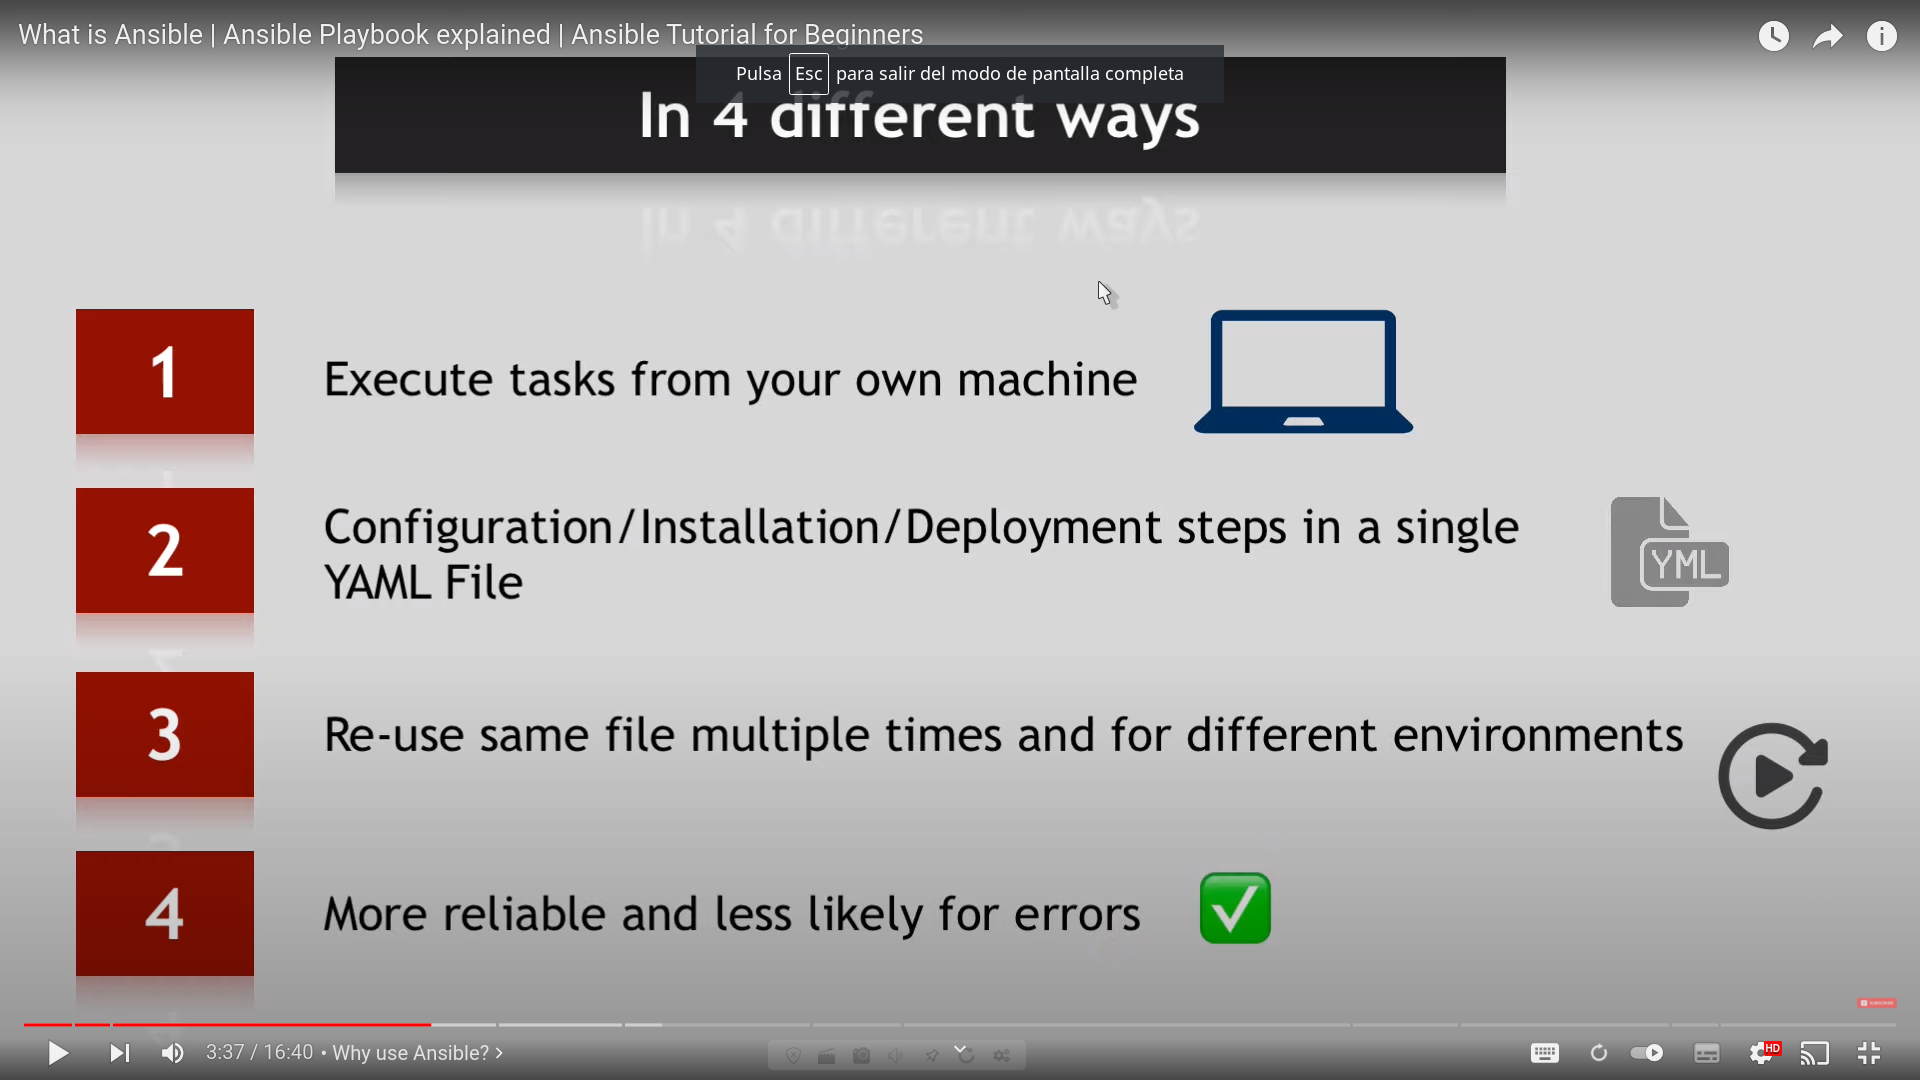 What is Ansible | Ansible Playbook explained | Ansible Tutorial for Beginners
Pulsa Esc para salir del modo de pantalla completa
In 4 different ways
1
Execute tasks from your own machine
2
Configuration/Installation/Deployment steps in a single
YAML File
YML
3
Re-use same file multiple times and for different environments
4
More reliable and less likely for errors
SUBSCRIBE
3:37 / 16:40 • Why use Ansible? >
HD